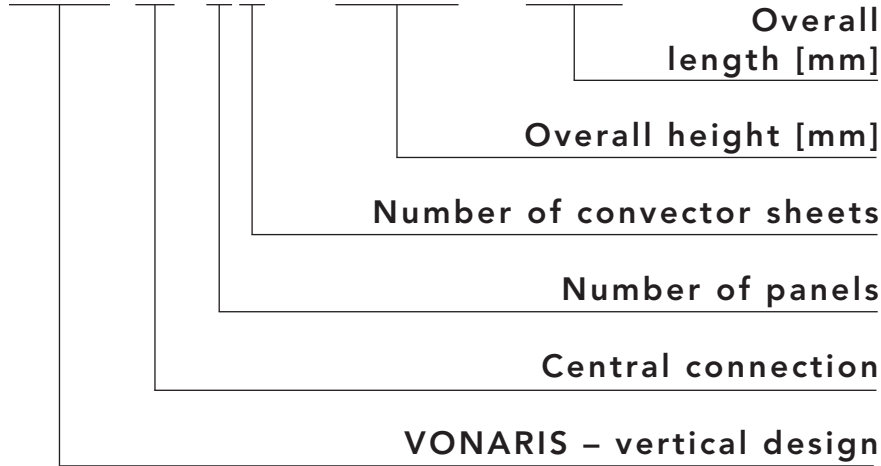 Overall
length [mm]
Overall height [mm]
Number of convector sheets
Number of panels
Central connection
VONARIS – vertical design